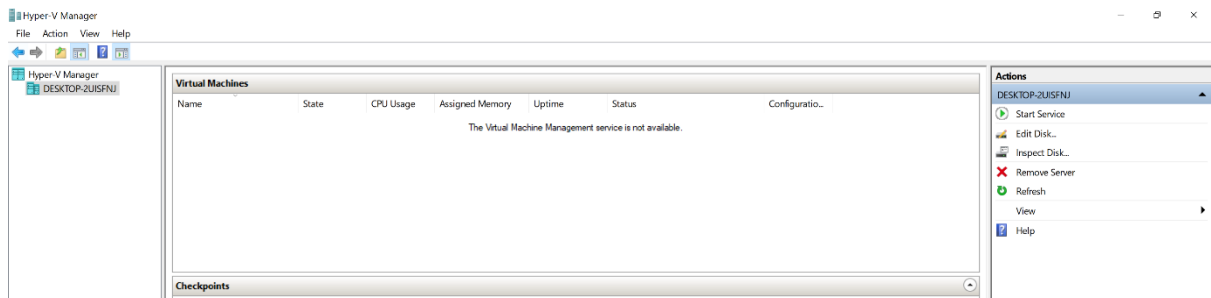 Hyper-V Manager
File Action View Help
Hyper-V Manager
DESKTOP-2UISFNJ
Virtual Machines
Name State CPU Usage Assigned Memory Uptime Status Configuratio...
The Virtual Machine Management service is not available.
Checkpoints
Actions
DESKTOP-2UISFNJ
Start Service
Edit Disk...
Inspect Disk...
Remove Server
Refresh
View
Help